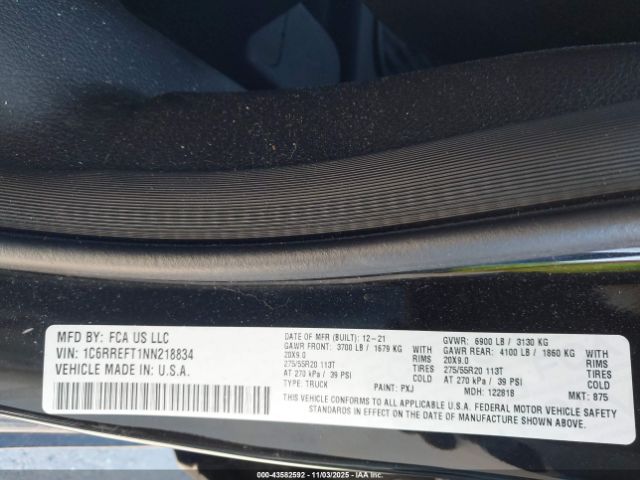 MFD BY: FCA US LLC
VIN: 1C6RREFT1NN218834
VEHICLE MADE IN: U.S.A.
DATE OF MFR (BUILT): 12-21
GAWR FRONT: 3700 LB / 1679 KG WITH
20X9.0 RIMS
275/55R20 113T TIRES
AT 270 kPa / 39 PSI COLD
TYPE: TRUCK PAINT: PXJ
GVWR: 6900 LB / 3130 KG
GAWR REAR: 4100 LB / 1860 KG WITH
20X9.0 RIMS
275/55R20 113T TIRES
AT 270 kPa / 39 PSI COLD
MDH: 122818 MKT: 875
THIS VEHICLE CONFORMS TO ALL APPLICABLE U.S.A. FEDERAL MOTOR VEHICLE SAFETY
STANDARDS IN EFFECT ON THE DATE OF MANUFACTURE SHOWN ABOVE.
000-43582592 - 11/03/2025 - IAAI.COM